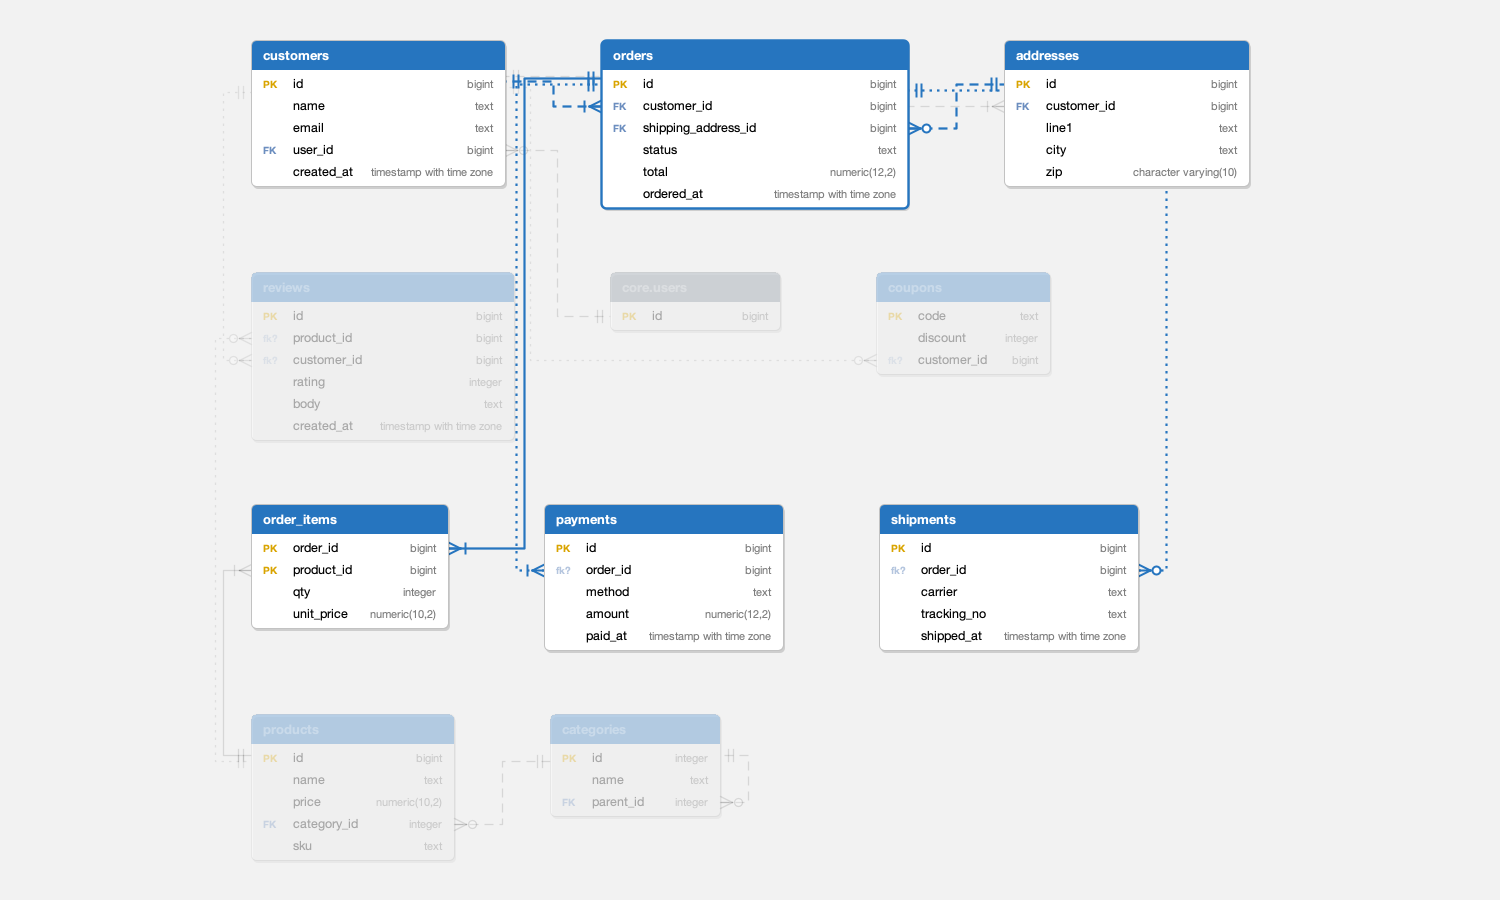 customers
PK id bigint
name text
email text
FK user_id bigint
created_at timestamp with time zone
orders
PK id bigint
FK customer_id bigint
FK shipping_address_id bigint
status text
total numeric(12,2)
ordered_at timestamp with time zone
addresses
PK id bigint
FK customer_id bigint
line1 text
city text
zip character varying(10)
reviews
PK id bigint
fk? product_id bigint
fk? customer_id bigint
rating integer
body text
created_at timestamp with time zone
core.users
PK id bigint
coupons
PK code text
discount integer
fk? customer_id bigint
order_items
PK order_id bigint
PK product_id bigint
qty integer
unit_price numeric(10,2)
payments
PK id bigint
fk? order_id bigint
method text
amount numeric(12,2)
paid_at timestamp with time zone
shipments
PK id bigint
fk? order_id bigint
carrier text
tracking_no text
shipped_at timestamp with time zone
products
PK id bigint
name text
price numeric(10,2)
FK category_id integer
sku text
categories
PK id integer
name text
FK parent_id integer